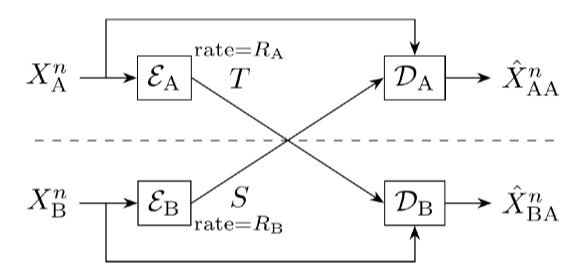 rate=R_A
X_A^n ℰ_A T 𝒟_A X̂_AA^n
X_B^n ℰ_B S 𝒟_B X̂_BA^n
rate=R_B